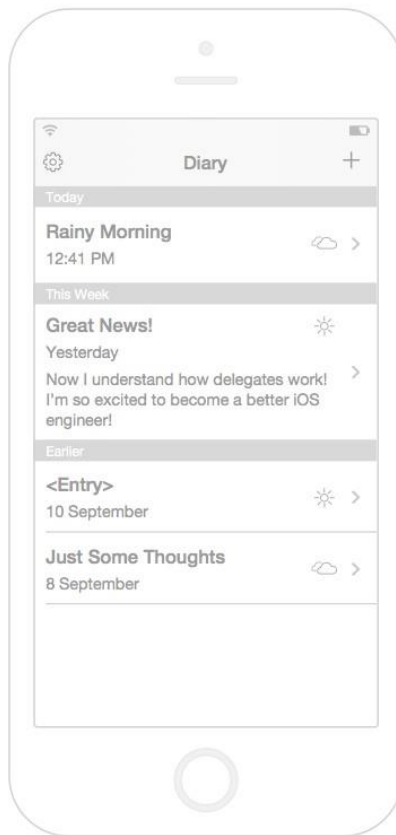 Diary
Today
Rainy Morning
12:41 PM
This Week
Great News!
Yesterday
Now I understand how delegates work!
I'm so excited to become a better iOS
engineer!
Earlier
<Entry>
10 September
Just Some Thoughts
8 September